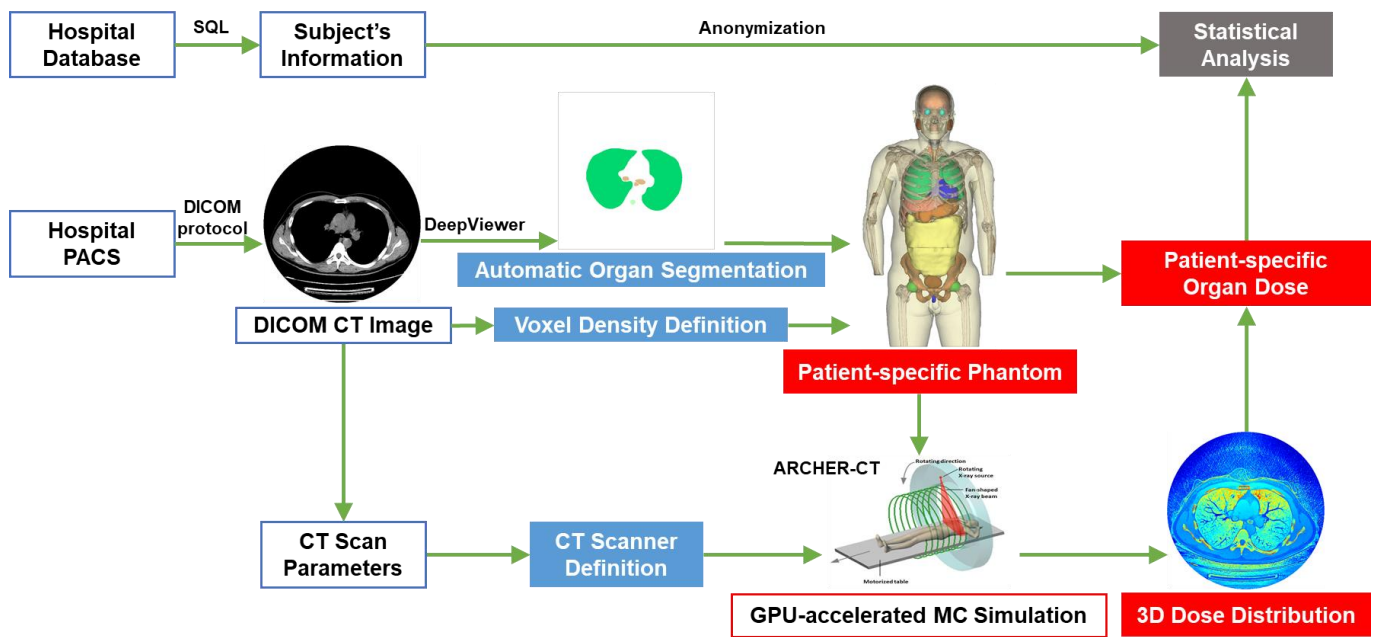 Hospital
Database
SQL
Subject's
Information
Anonymization
Statistical
Analysis
Hospital
PACS
DICOM
protocol
DeepViewer
Automatic Organ Segmentation
DICOM CT Image
Voxel Density Definition
Patient-specific Phantom
Patient-specific
Organ Dose
ARCHER-CT
Rotating direction
Rotating
X-ray source
Fan-shaped
X-ray beam
Motorized table
CT Scan
Parameters
CT Scanner
Definition
GPU-accelerated MC Simulation
3D Dose Distribution